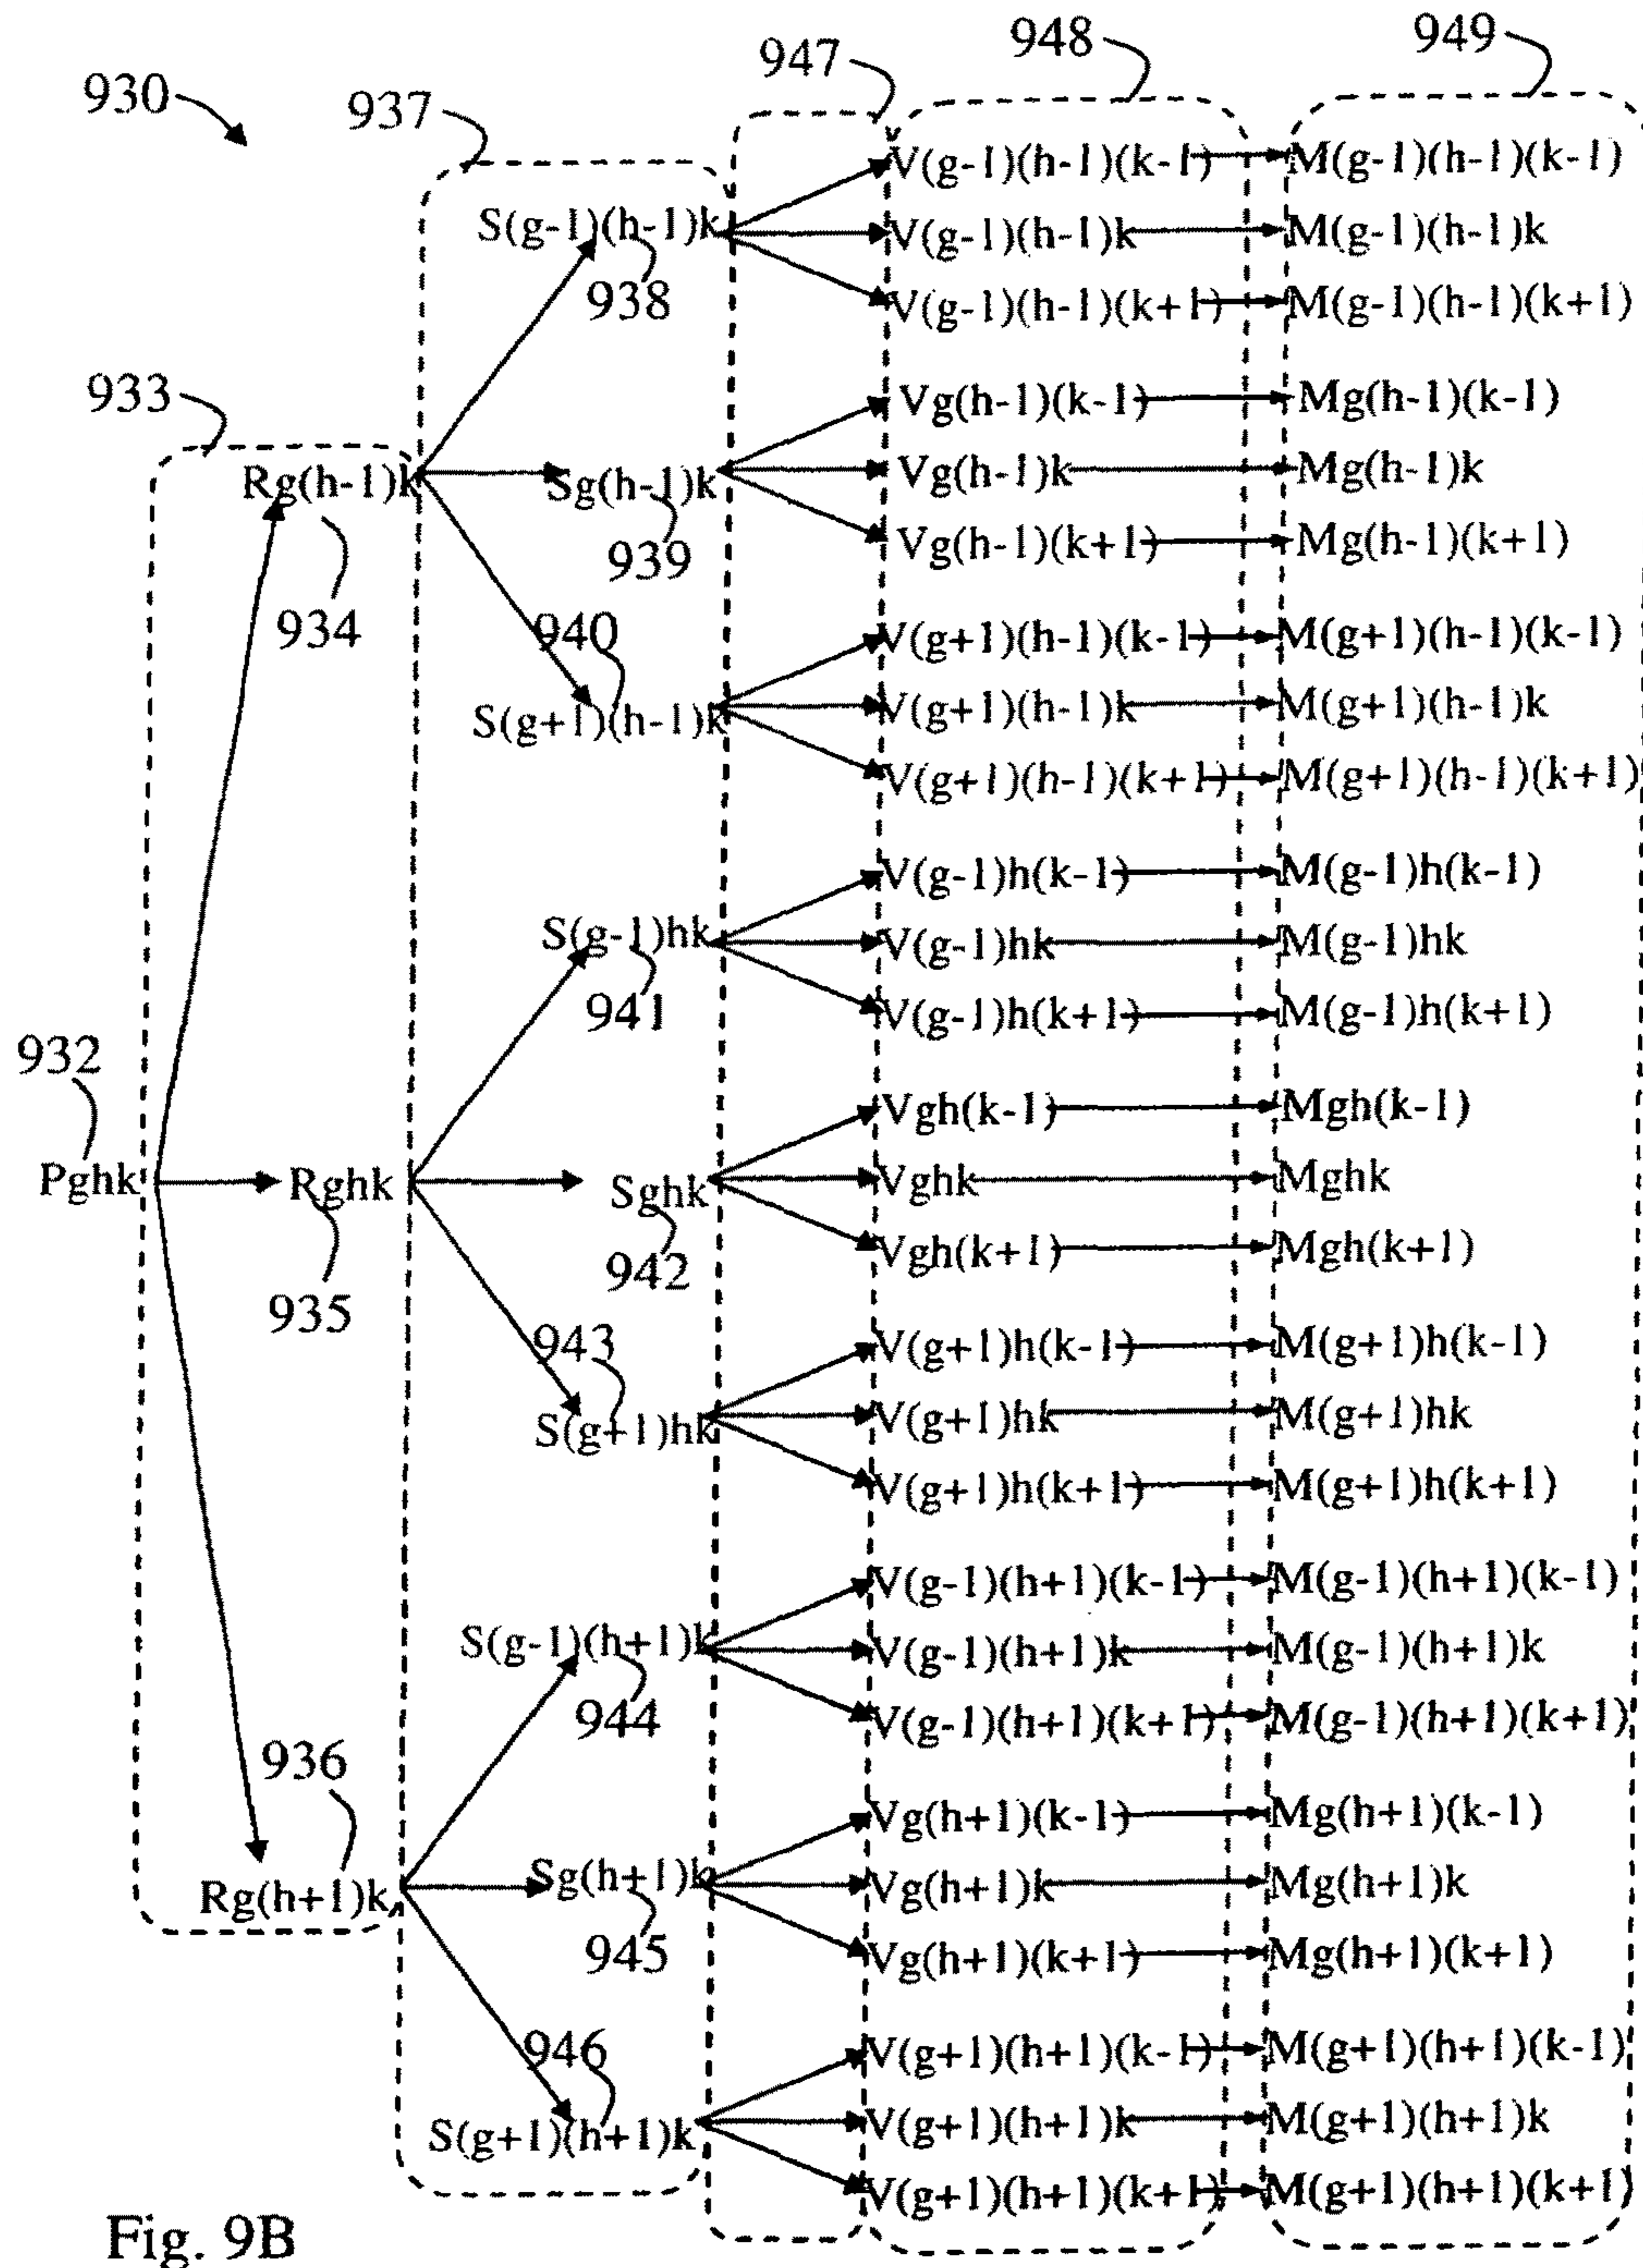 948
949
947
930
937
V(g-1)(h-1)(k-1)
M(g-1)(h-1)(k-1)
S(g-1)(h-1)k
V(g-1)(h-1)k
M(g-1)(h-1)k
938
V(g-1)(h-1)(k+1)
M(g-1)(h-1)(k+1)
933
Vg(h-1)(k-1)
Mg(h-1)(k-1)
Rg(h-1)k
Sg(h-1)k
Vg(h-1)k
Mg(h-1)k
939
Vg(h-1)(k+1)
Mg(h-1)(k+1)
934
940
V(g+1)(h-1)(k-1)
M(g+1)(h-1)(k-1)
S(g+1)(h-1)k
V(g+1)(h-1)k
M(g+1)(h-1)k
V(g+1)(h-1)(k+1)
M(g+1)(h-1)(k+1)
V(g-1)h(k-1)
M(g-1)h(k-1)
S(g-1)hk
V(g-1)hk
M(g-1)hk
941
V(g-1)h(k+1)
M(g-1)h(k+1)
932
Vgh(k-1)
Mgh(k-1)
Pghk
Rghk
Sghk
Vghk
Mghk
942
Vgh(k+1)
Mgh(k+1)
935
943
V(g+1)h(k-1)
M(g+1)h(k-1)
S(g+1)hk
V(g+1)hk
M(g+1)hk
V(g+1)h(k+1)
M(g+1)h(k+1)
V(g-1)(h+1)(k-1)
M(g-1)(h+1)(k-1)
S(g-1)(h+1)k
V(g-1)(h+1)k
M(g-1)(h+1)k
944
V(g-1)(h+1)(k+1)
M(g-1)(h+1)(k+1)
936
Vg(h+1)(k-1)
Mg(h+1)(k-1)
Rg(h+1)k
Sg(h+1)k
Vg(h+1)k
Mg(h+1)k
945
Vg(h+1)(k+1)
Mg(h+1)(k+1)
946
V(g+1)(h+1)(k-1)
M(g+1)(h+1)(k-1)
S(g+1)(h+1)k
V(g+1)(h+1)k
M(g+1)(h+1)k
V(g+1)(h+1)(k+1)
M(g+1)(h+1)(k+1)
Fig. 9B